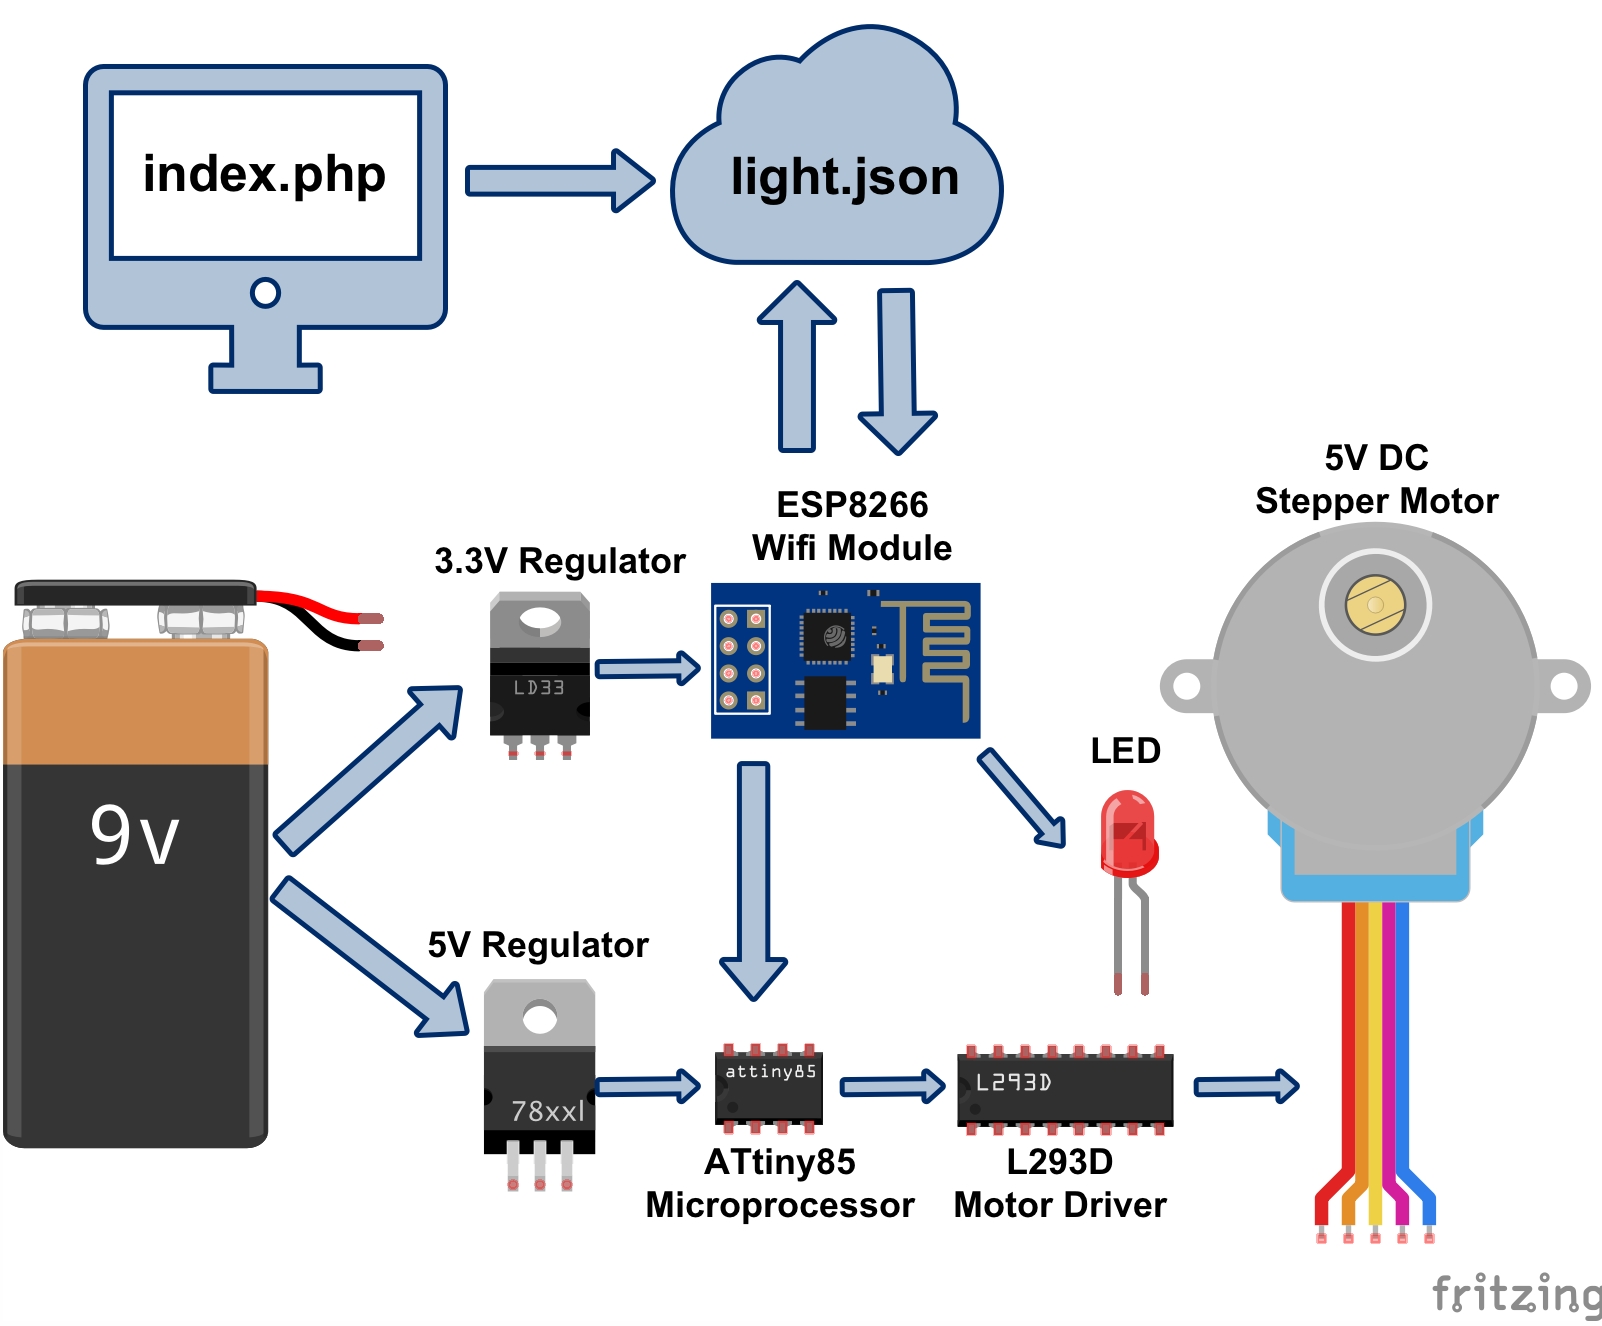 index.php
light.json
5V DC
Stepper Motor
ESP8266
Wifi Module
3.3V Regulator
LD33
LED
9v
5V Regulator
attiny85
L293D
78xxl
ATtiny85
Microprocessor
L293D
Motor Driver
fritzing